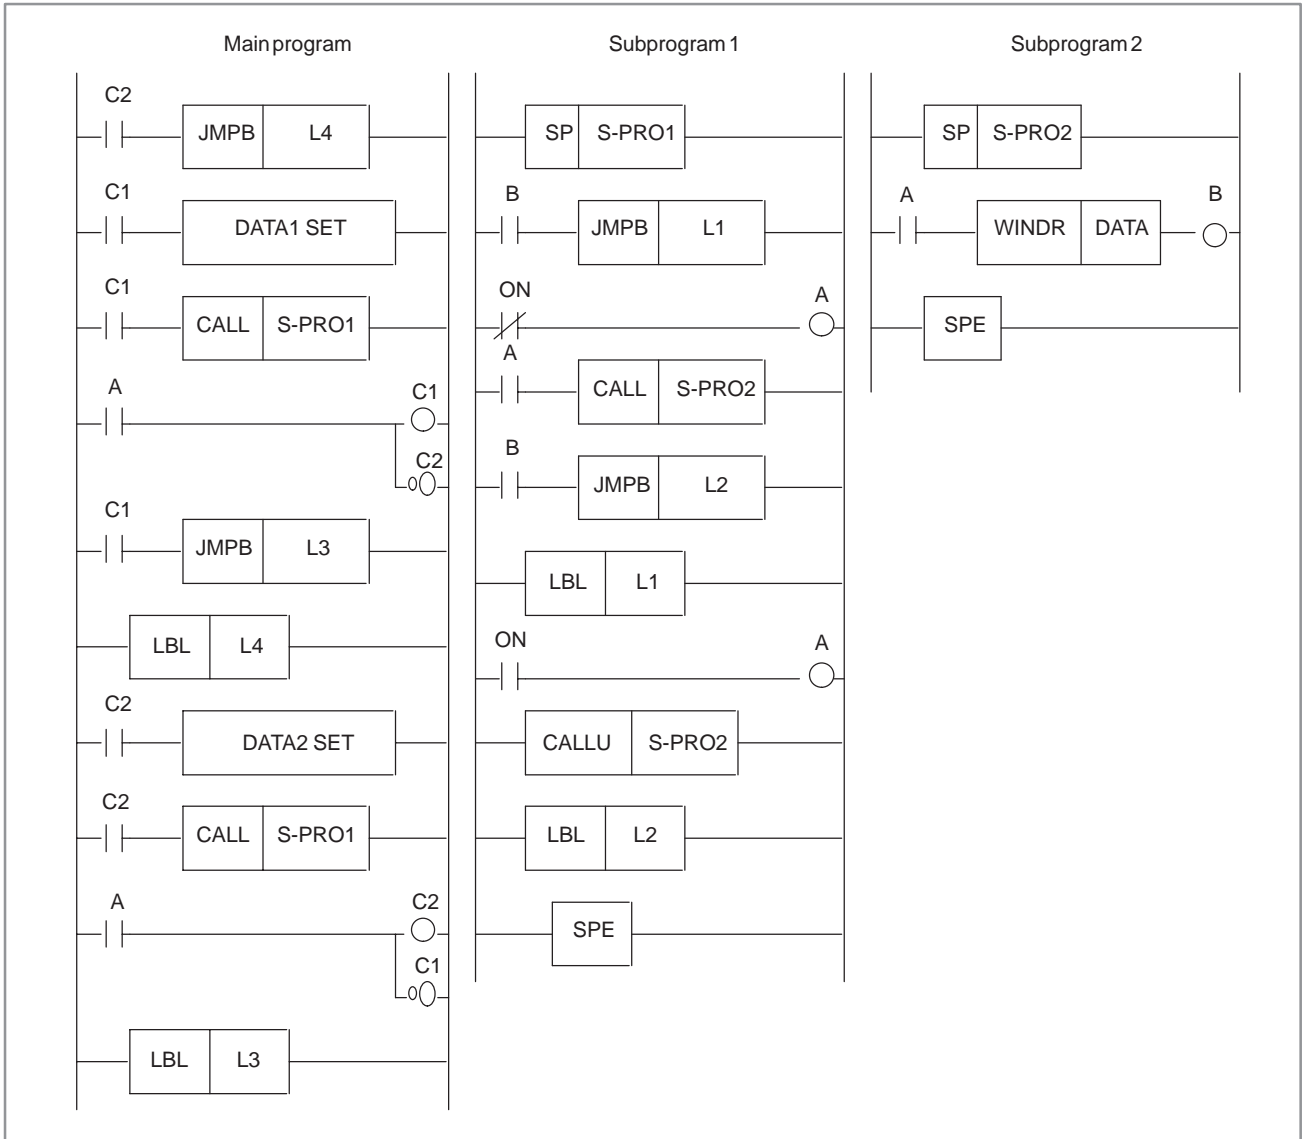 Main program
C2
JMPB L4
C1
DATA1 SET
C1
CALL S-PRO1
A
C1
C2
C1
JMPB L3
LBL L4
C2
DATA2 SET
C2
CALL S-PRO1
A
C2
C1
LBL L3
Subprogram 1
SP S-PRO1
B
JMPB L1
ON
A
A
CALL S-PRO2
B
JMPB L2
LBL L1
ON
A
CALLU S-PRO2
LBL L2
SPE
Subprogram 2
SP S-PRO2
A
B
WINDR DATA
SPE